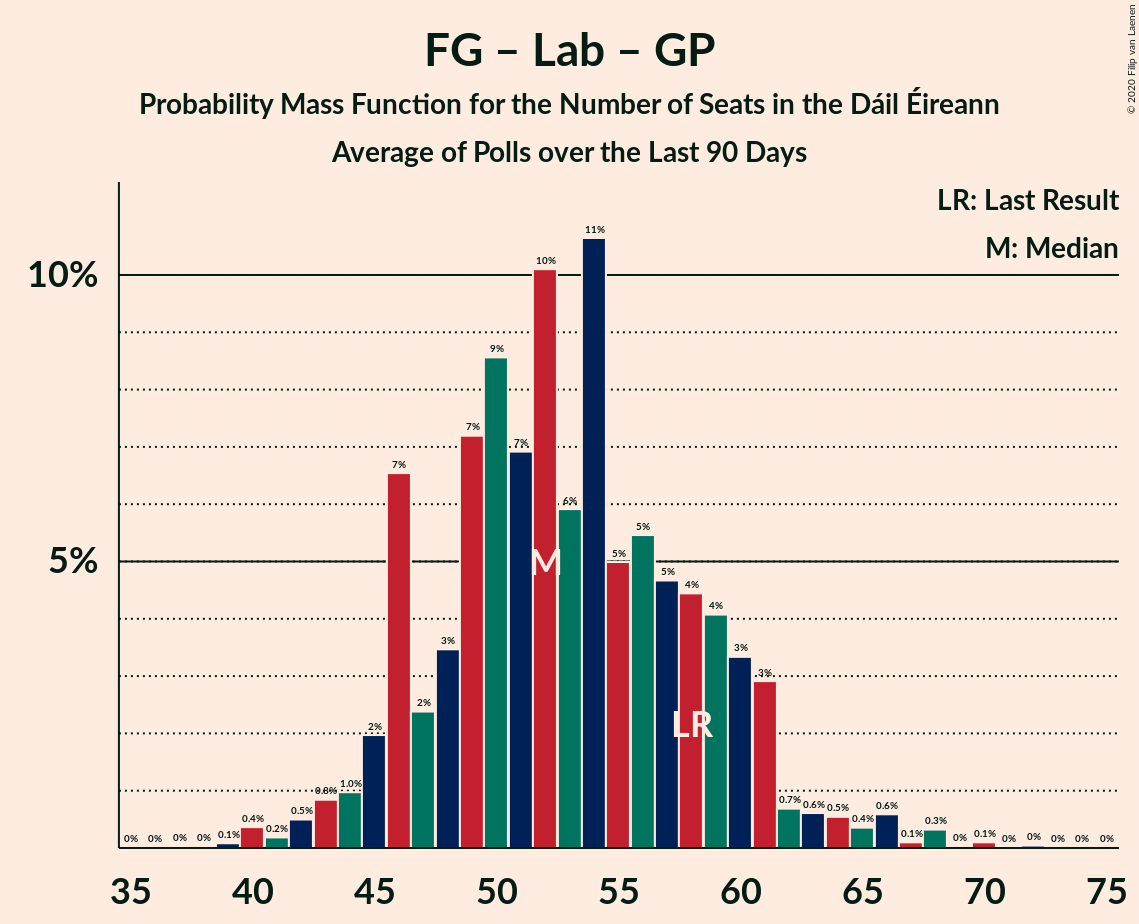 © 2020 Filip van Laenen
FG – Lab – GP
Probability Mass Function for the Number of Seats in the Dáil Éireann
Average of Polls over the Last 90 Days
LR: Last Result
M: Median
10%
5%
0% 0% 0% 0% 0.1% 0.4% 0.2% 0.5% 0.8% 1.0% 2% 7% 2% 3% 7% 9% 7% 10% 6% 11% 5% 5% 5% 4% 4% 3% 3% 0.7% 0.6% 0.5% 0.4% 0.6% 0.1% 0.3% 0% 0.1% 0% 0% 0% 0% 0%
M
LR
35 40 45 50 55 60 65 70 75